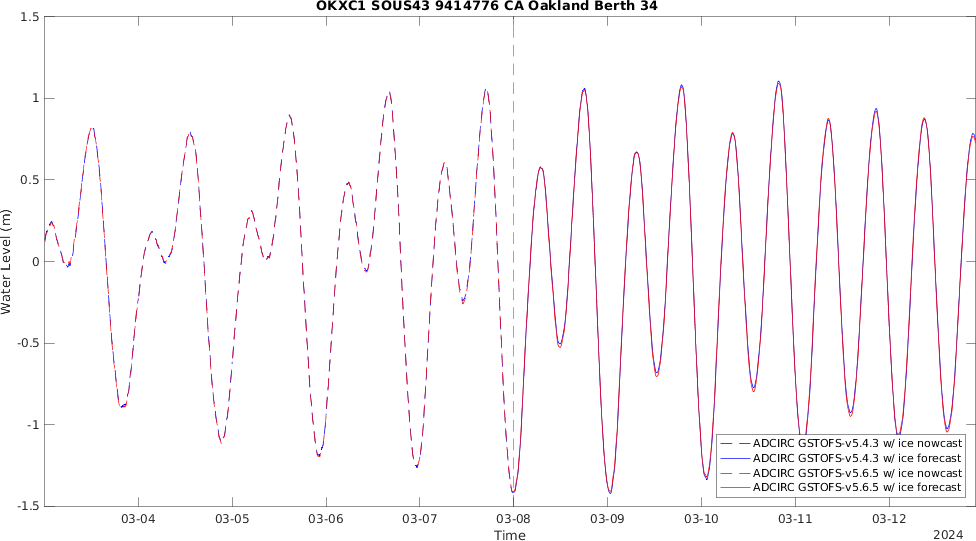 OKXC1 SOUS43 9414776 CA Oakland Berth 34
1.5
1
0.5
0
-0.5
-1
-1.5
Water Level (m)
03-04 03-05 03-06 03-07 03-08 03-09 03-10 03-11 03-12
Time
2024
ADCIRC GSTOFS-v5.4.3 w/ ice nowcast
ADCIRC GSTOFS-v5.4.3 w/ ice forecast
ADCIRC GSTOFS-v5.6.5 w/ ice nowcast
ADCIRC GSTOFS-v5.6.5 w/ ice forecast